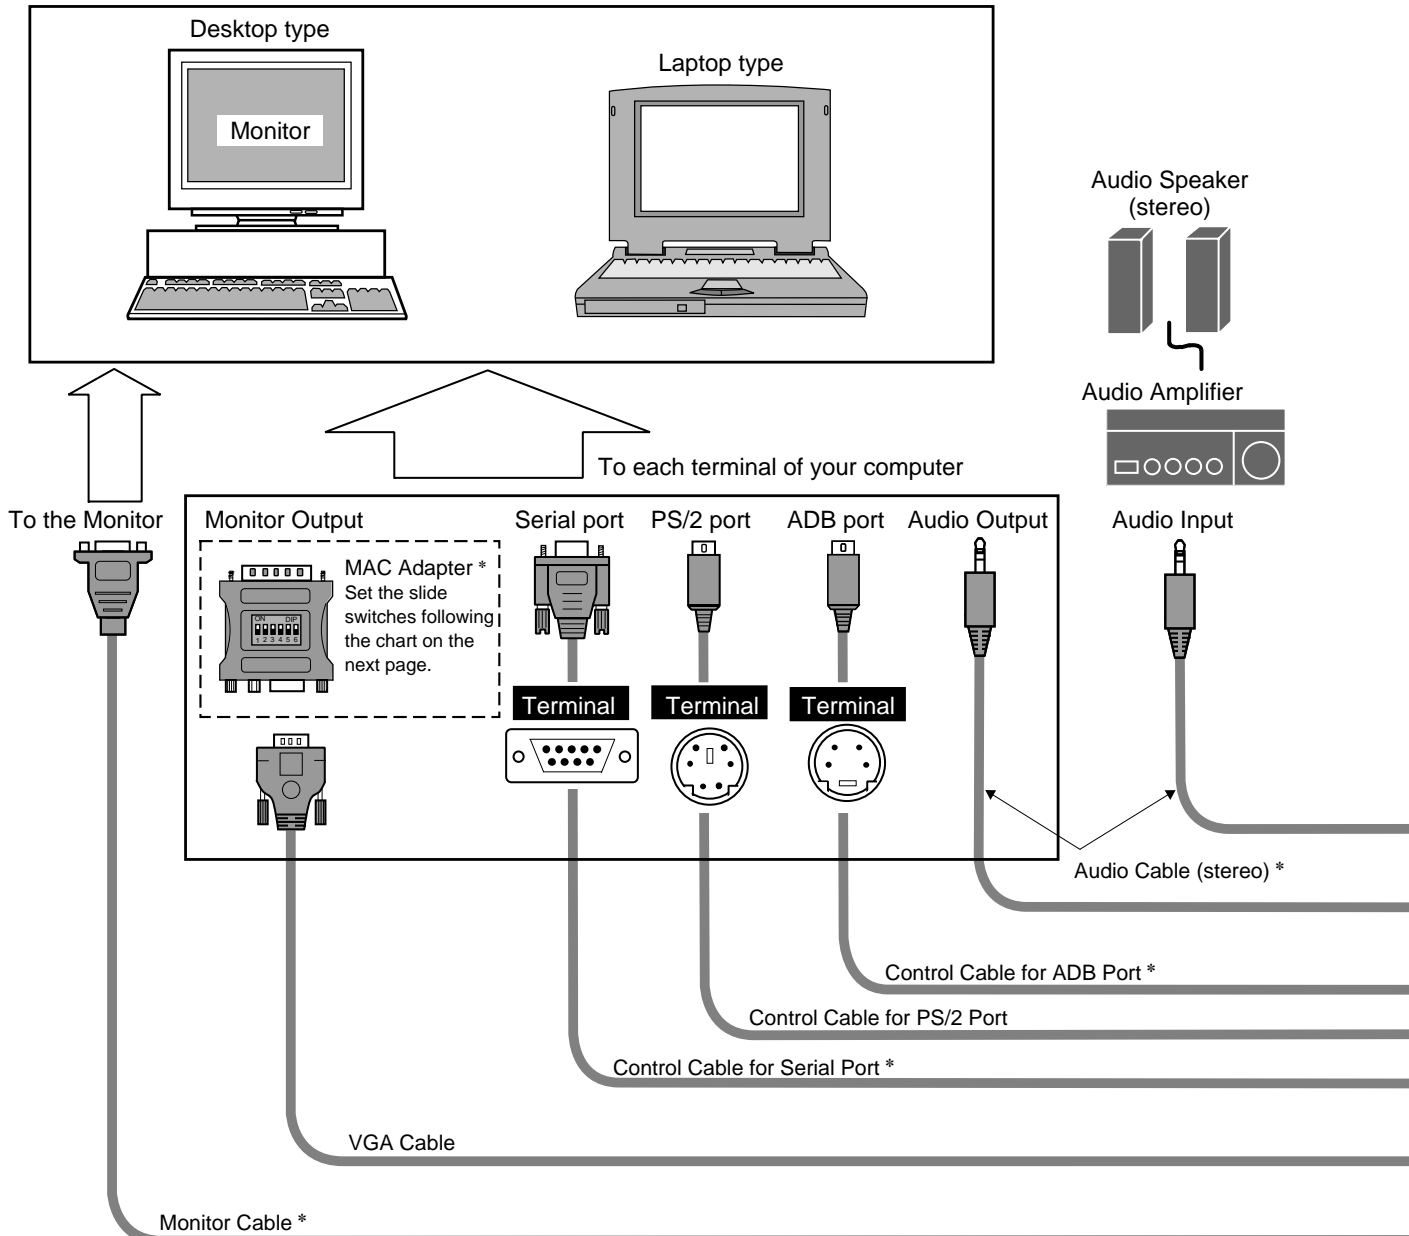 Desktop type
Laptop type
Monitor
Audio Speaker
(stereo)
Audio Amplifier
To each terminal of your computer
To the Monitor
Monitor Output
Serial port
PS/2 port
ADB port
Audio Output
Audio Input
MAC Adapter *
Set the slide
switches following
the chart on the
next page.
ON DIP
1 2 3 4 5 6
Terminal
Terminal
Terminal
Audio Cable (stereo) *
Control Cable for ADB Port *
Control Cable for PS/2 Port
Control Cable for Serial Port *
VGA Cable
Monitor Cable *